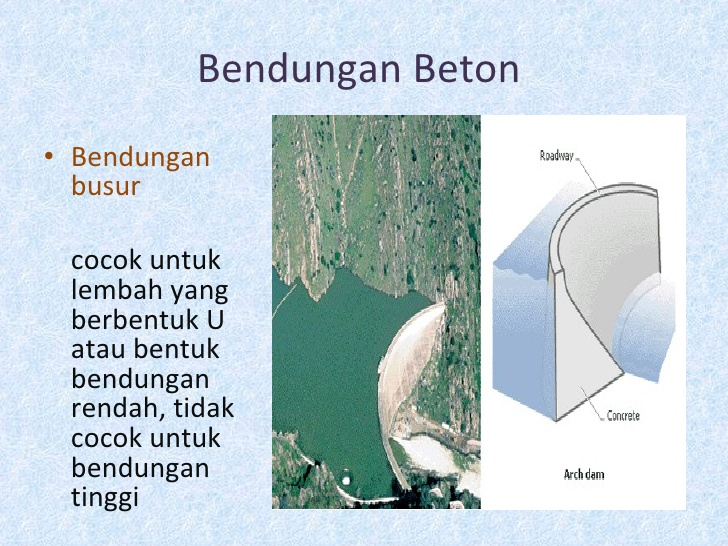 Bendungan Beton
• Bendungan
busur
cocok untuk
lembah yang
berbentuk U
atau bentuk
bendungan
rendah, tidak
cocok untuk
bendungan
tinggi
Roadway
Concrete
Arch dam